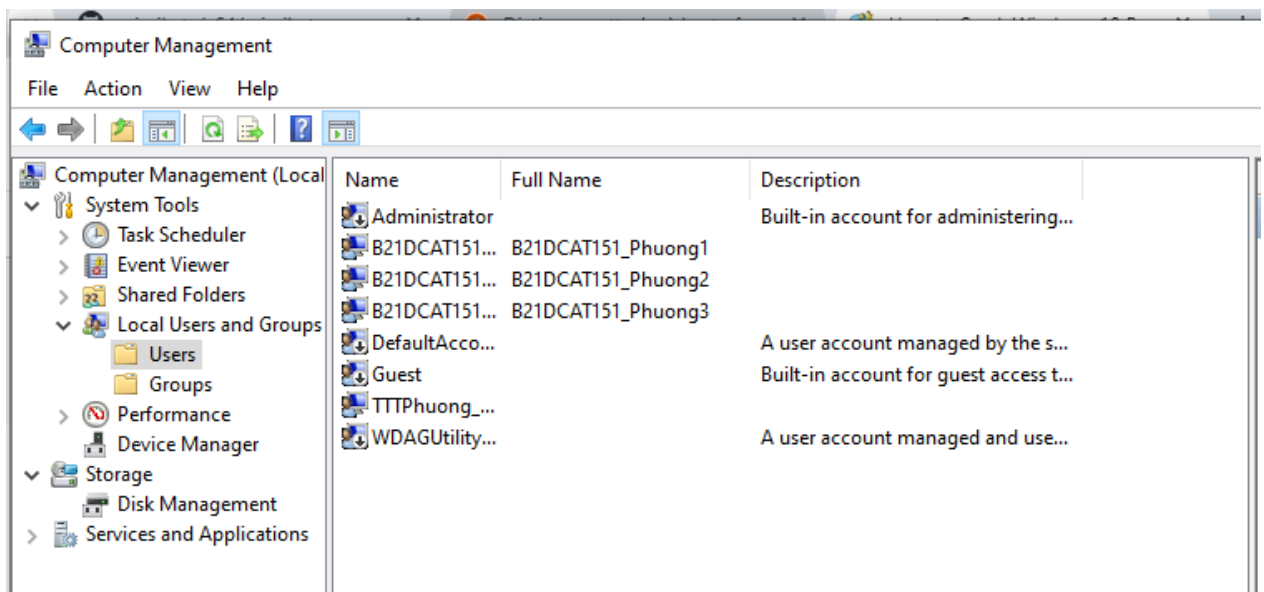 Computer Management
File Action View Help
Computer Management (Local
System Tools
Task Scheduler
Event Viewer
Shared Folders
Local Users and Groups
Users
Groups
Performance
Device Manager
Storage
Disk Management
Services and Applications
Name Full Name Description
Administrator Built-in account for administering...
B21DCAT151... B21DCAT151_Phuong1
B21DCAT151... B21DCAT151_Phuong2
B21DCAT151... B21DCAT151_Phuong3
DefaultAcco... A user account managed by the s...
Guest Built-in account for guest access t...
TTTPhuong_...
WDAGUtility... A user account managed and use...